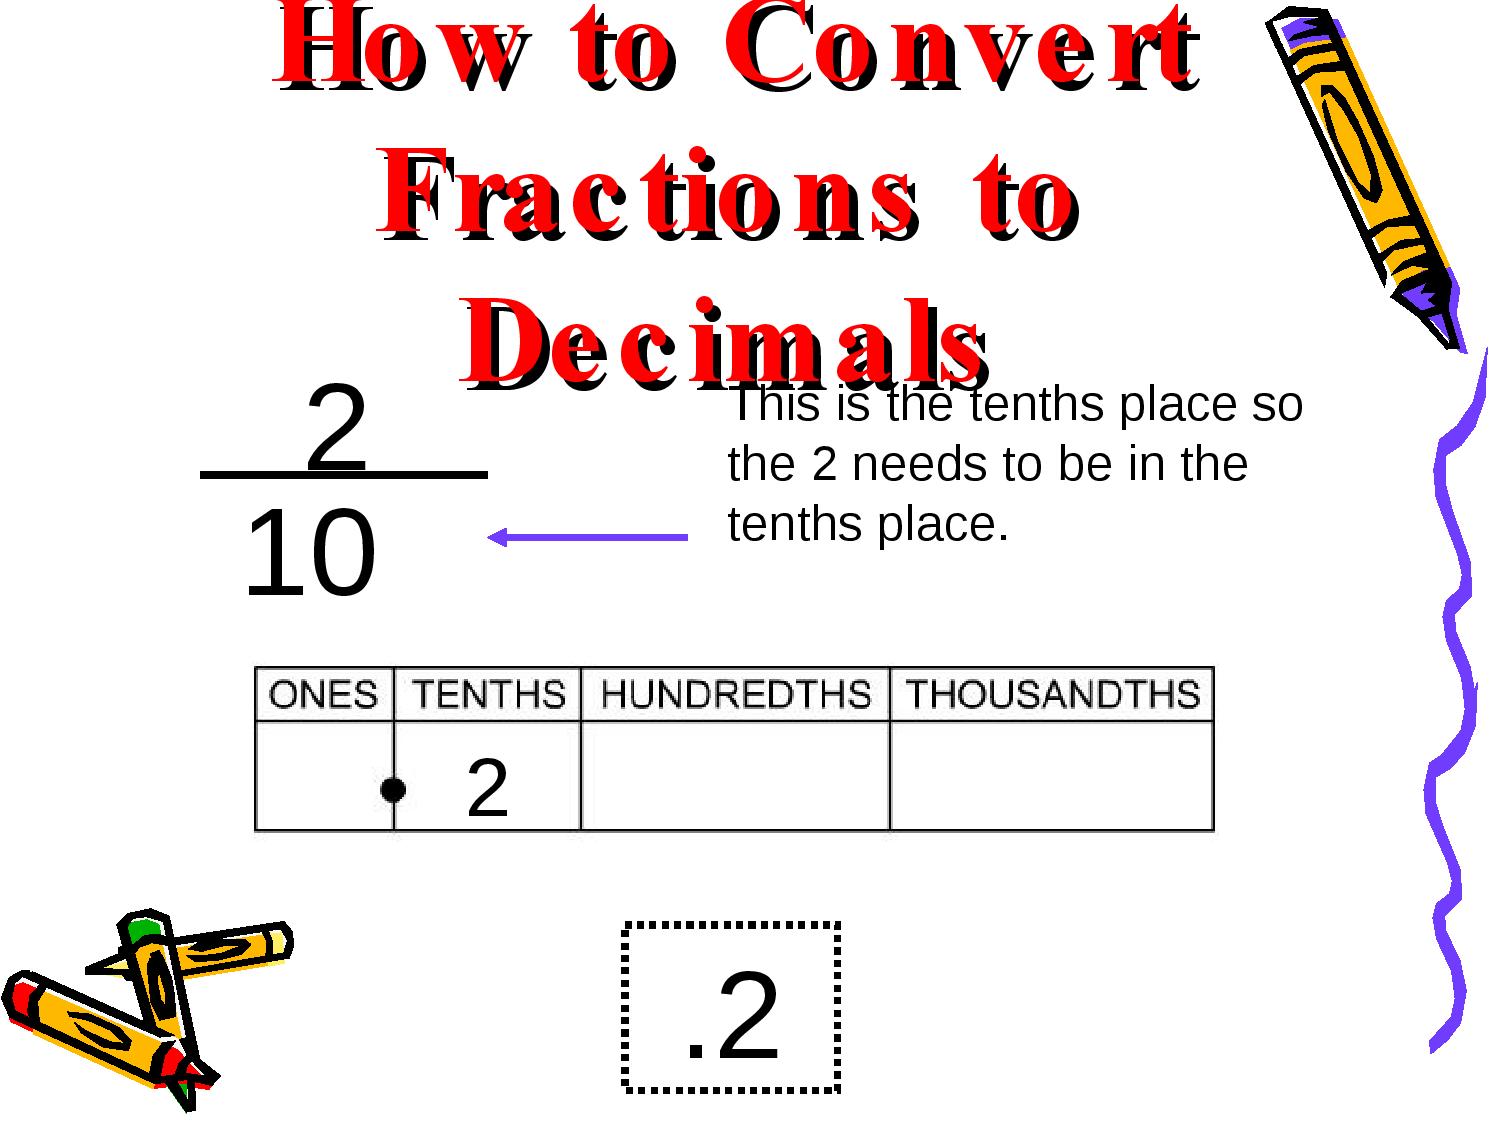 How to Convert
Fractions to
Decimals
2
10
This is the tenths place so
the 2 needs to be in the
tenths place.
ONES TENTHS HUNDREDTHS THOUSANDTHS
. 2
.2